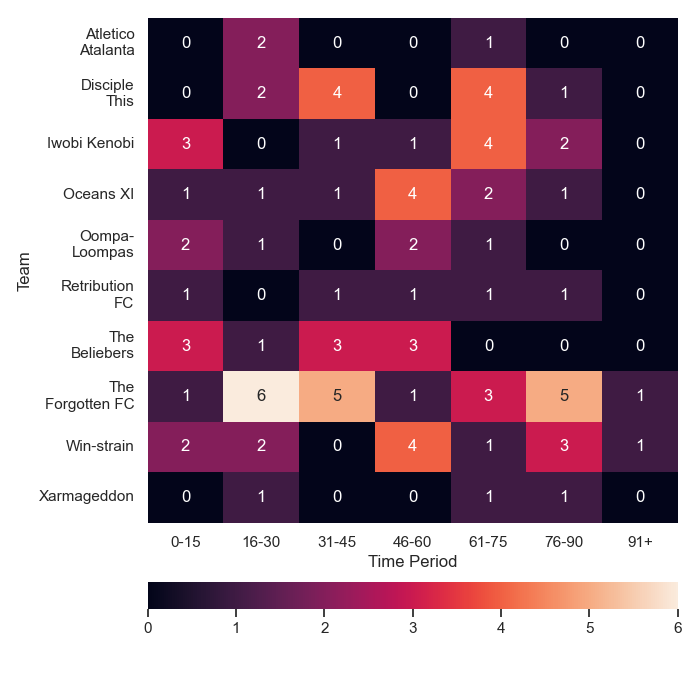 Atletico
Atalanta
0 2 0 0 1 0 0
Disciple
This
0 2 4 0 4 1 0
Iwobi Kenobi
3 0 1 1 4 2 0
Oceans XI
1 1 1 4 2 1 0
Oompa-
Loompas
2 1 0 2 1 0 0
Retribution
FC
1 0 1 1 1 1 0
The
Beliebers
3 1 3 3 0 0 0
The
Forgotten FC
1 6 5 1 3 5 1
Win-strain
2 2 0 4 1 3 1
Xarmageddon
0 1 0 0 1 1 0
Team
0-15 16-30 31-45 46-60 61-75 76-90 91+
Time Period
0 1 2 3 4 5 6